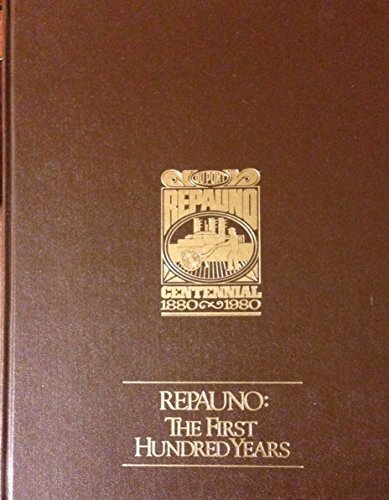 DU PONT
REPAUNO
CENTENNIAL
1880~1980
REPAUNO:
THE FIRST
HUNDRED YEARS